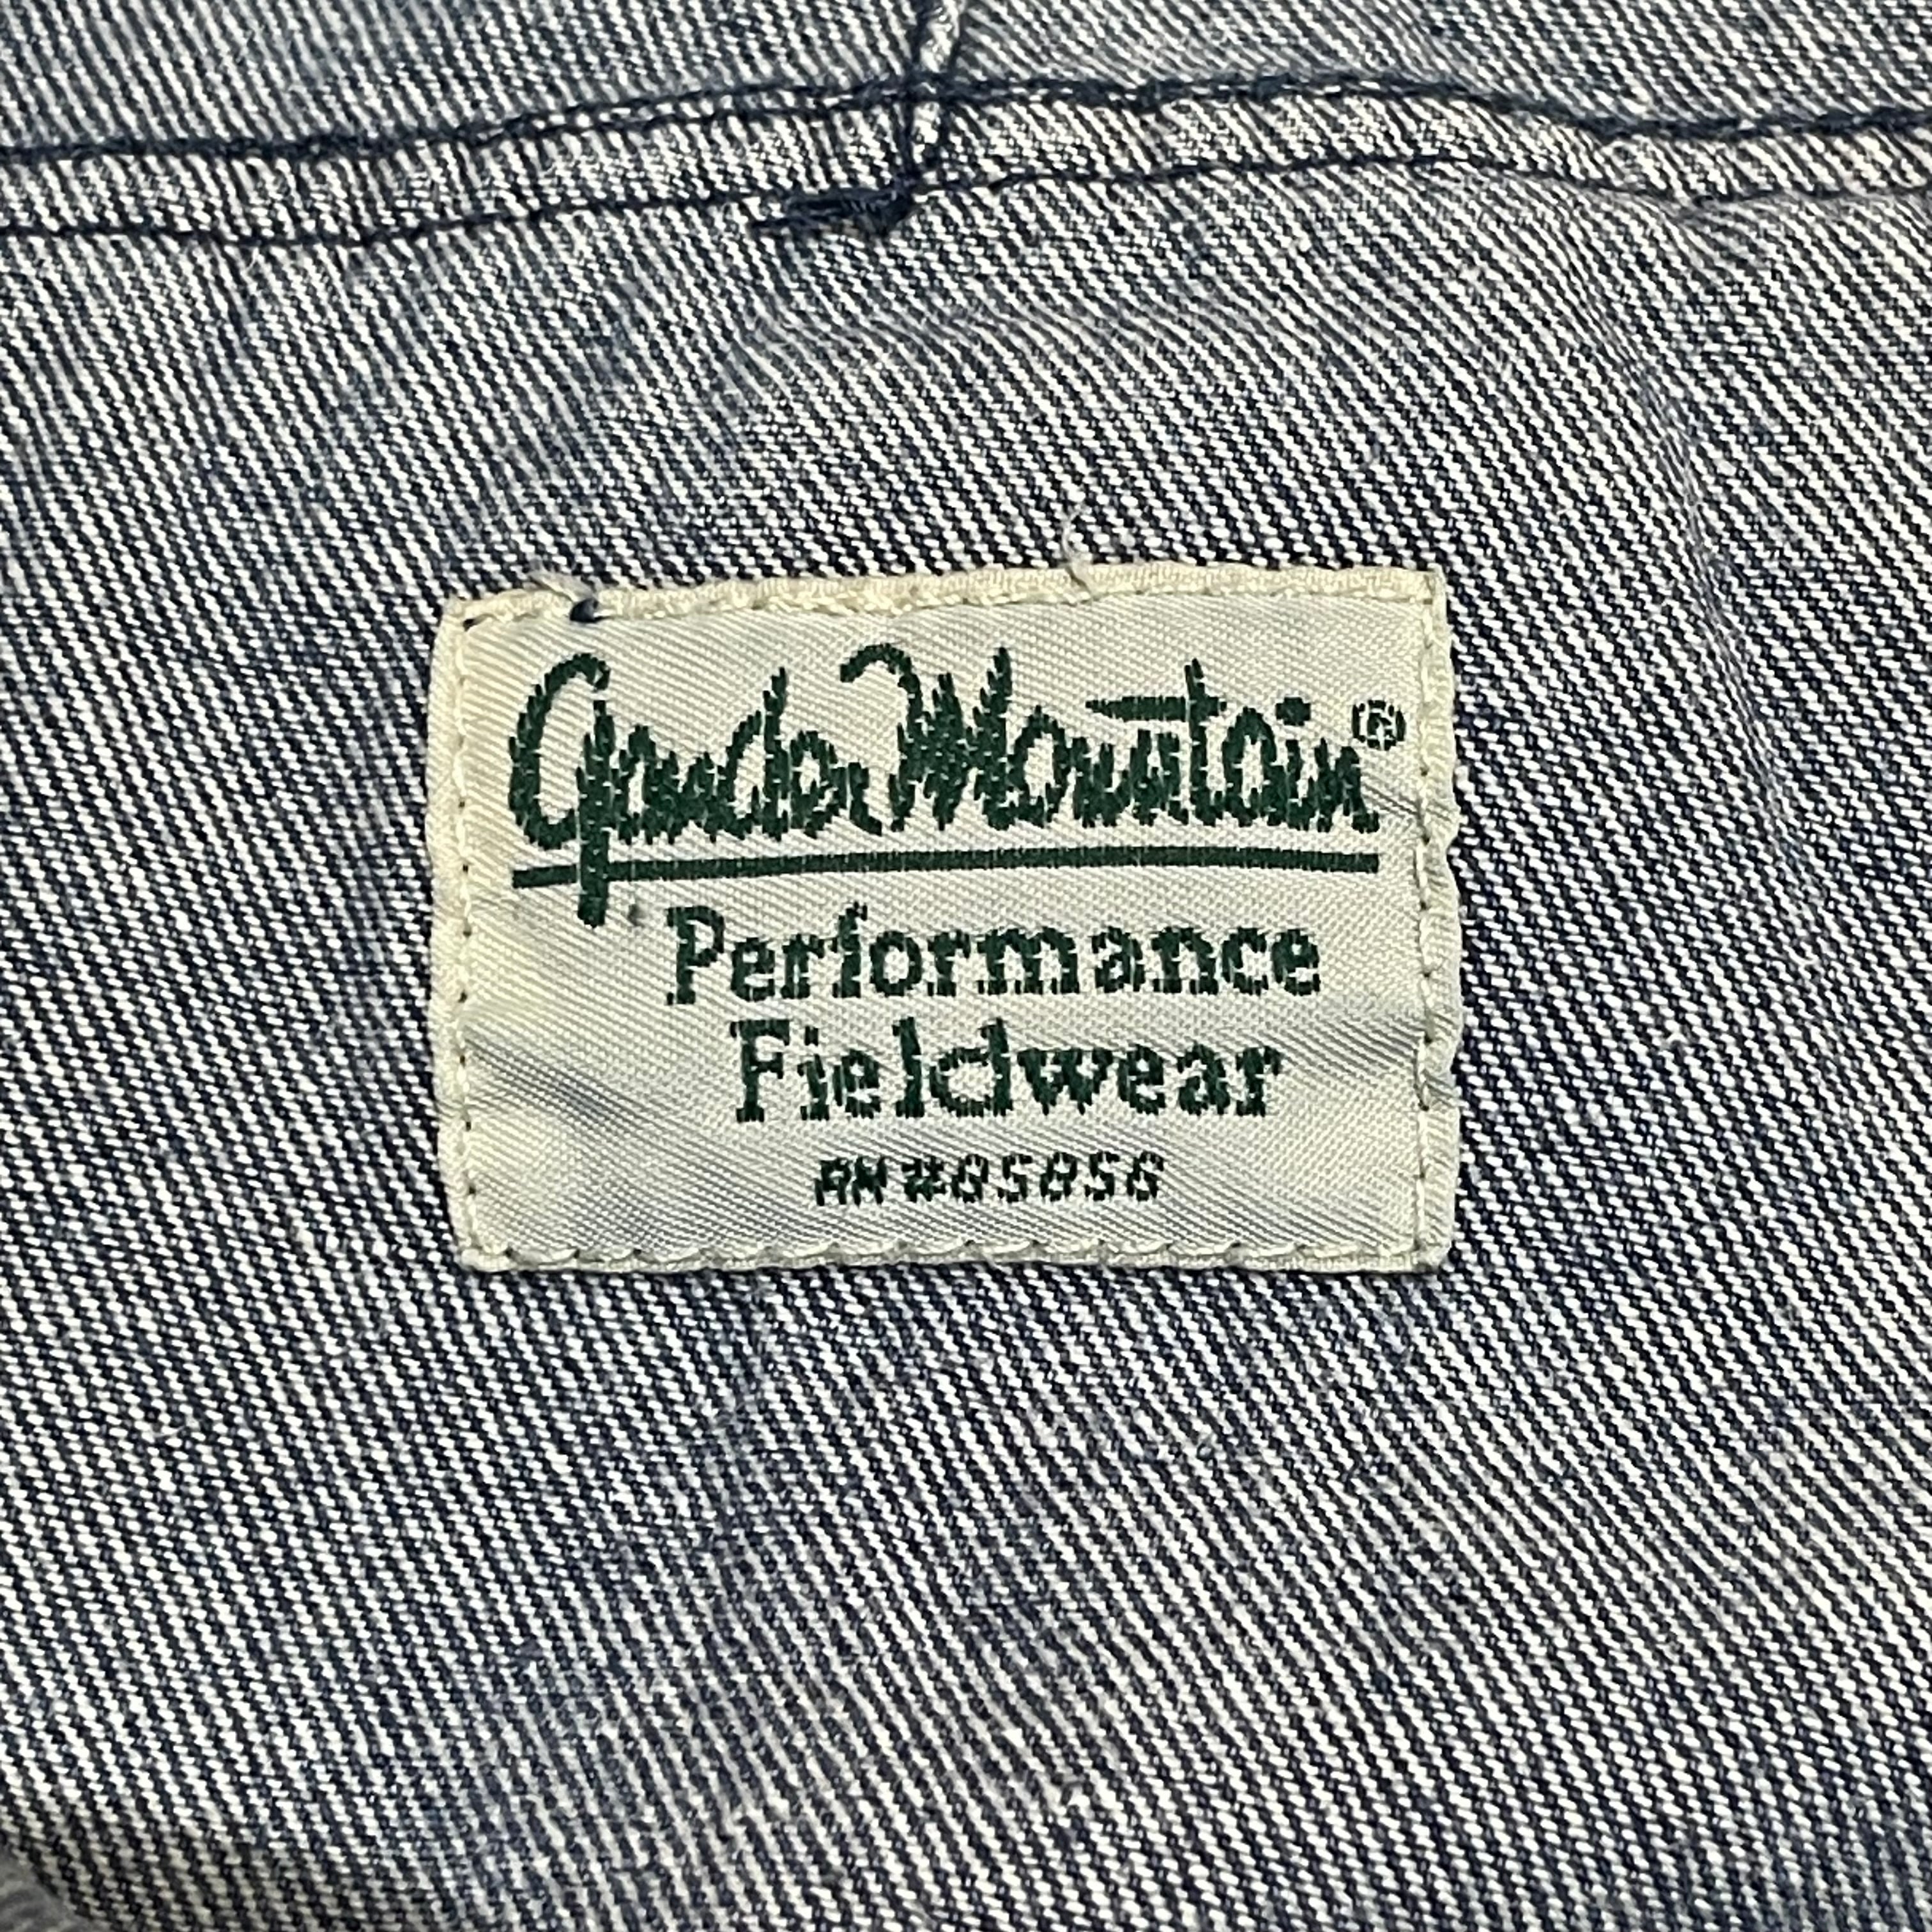 Gander Mountain®
Performance
Fieldwear
RN#85856